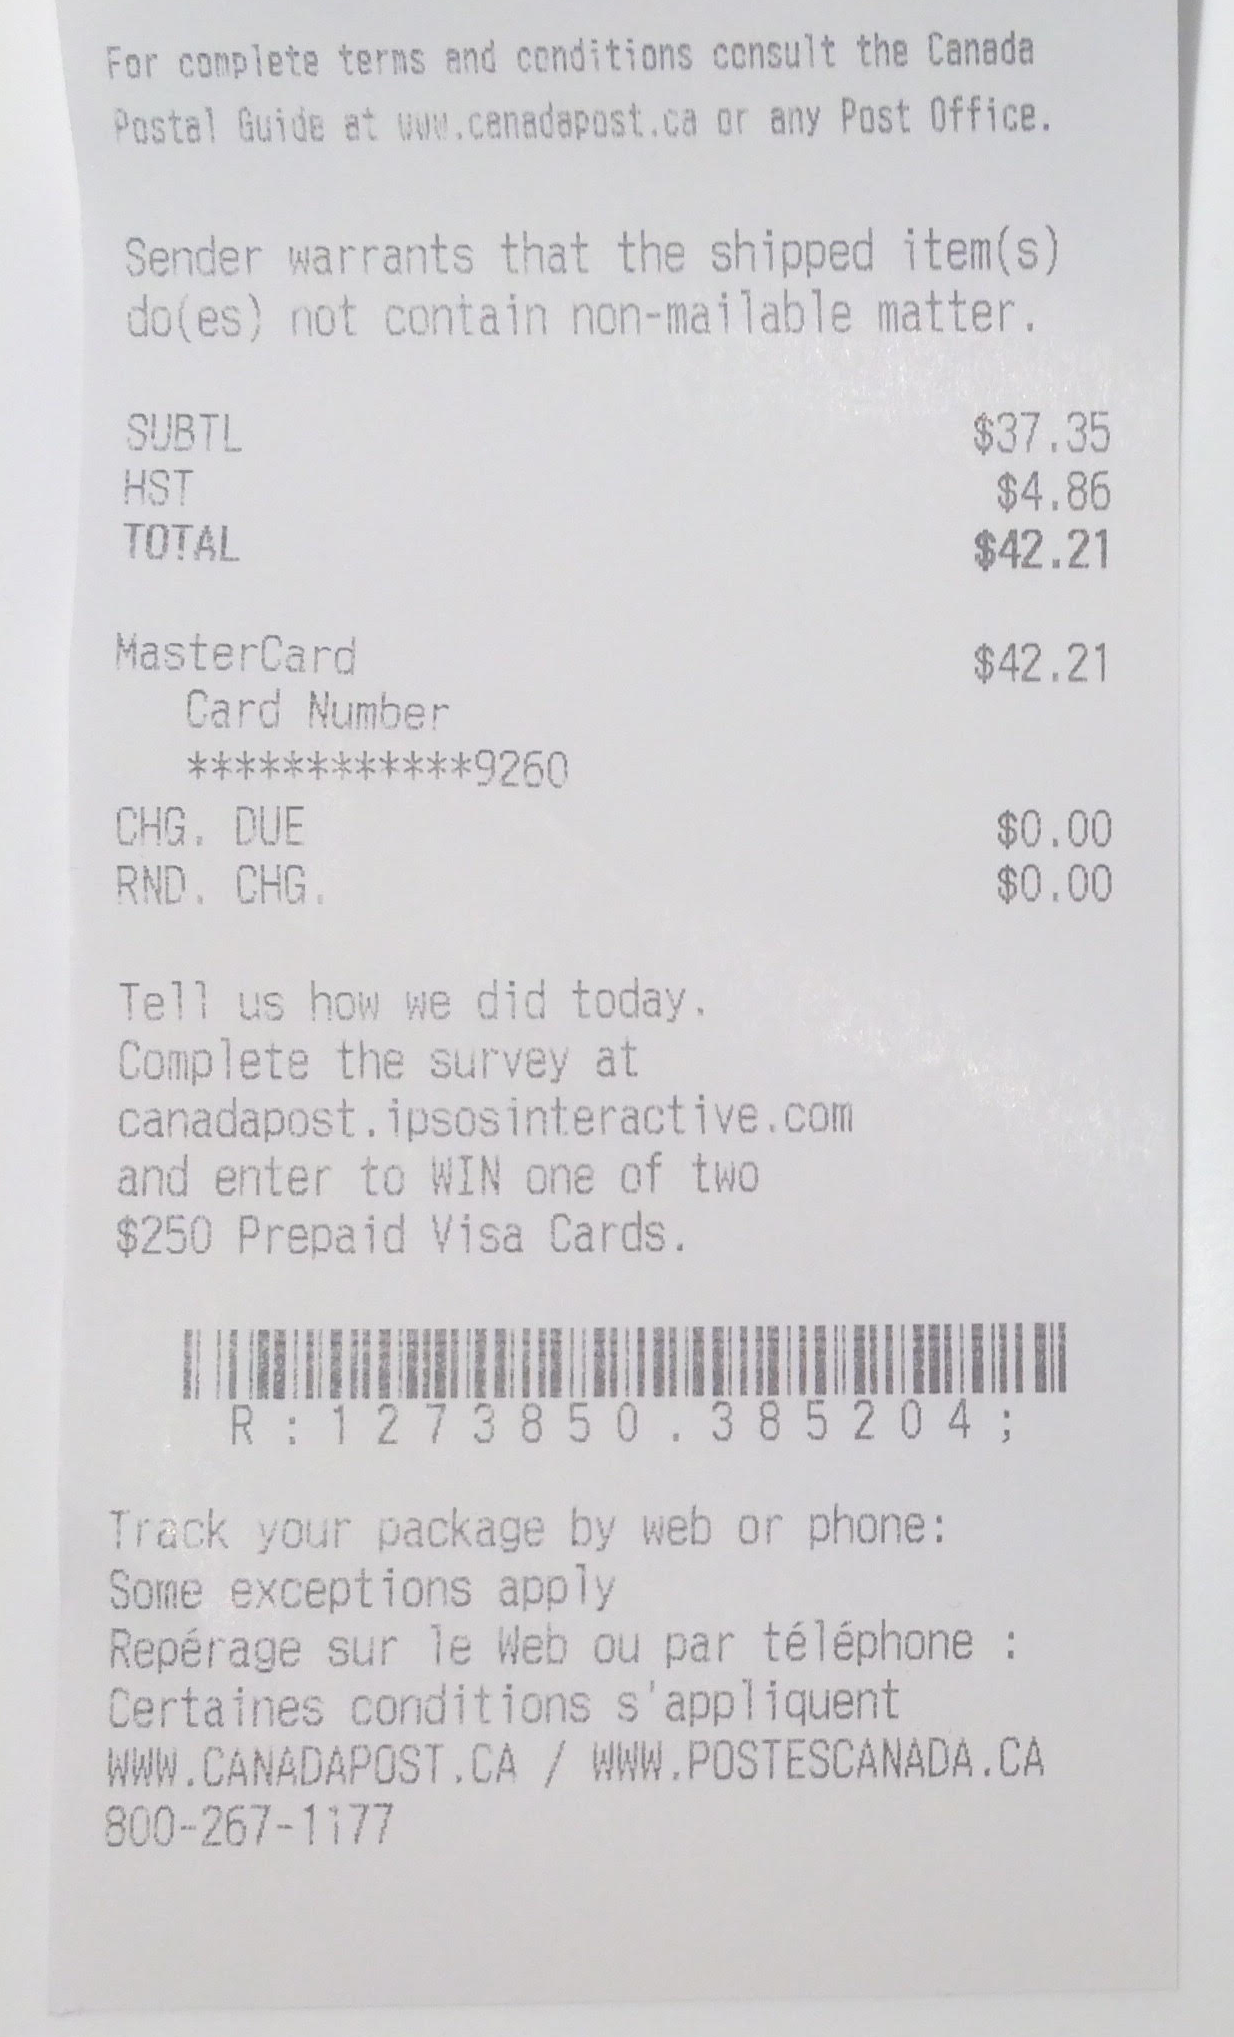 For complete terms and conditions consult the Canada
Postal Guide at www.canadapost.ca or any Post Office.
Sender warrants that the shipped item(s)
do(es) not contain non-mailable matter.
SUBTL $37.35
HST $4.86
TOTAL $42.21
MasterCard $42.21
Card Number
************9260
CHG. DUE $0.00
RND. CHG. $0.00
Tell us how we did today.
Complete the survey at
canadapost.ipsosinteractive.com
and enter to WIN one of two
$250 Prepaid Visa Cards.
R:1273850.385204;
Track your package by web or phone:
Some exceptions apply
Repérage sur le Web ou par téléphone :
Certaines conditions s'appliquent
WWW.CANADAPOST.CA / WWW.POSTESCANADA.CA
800-267-1177